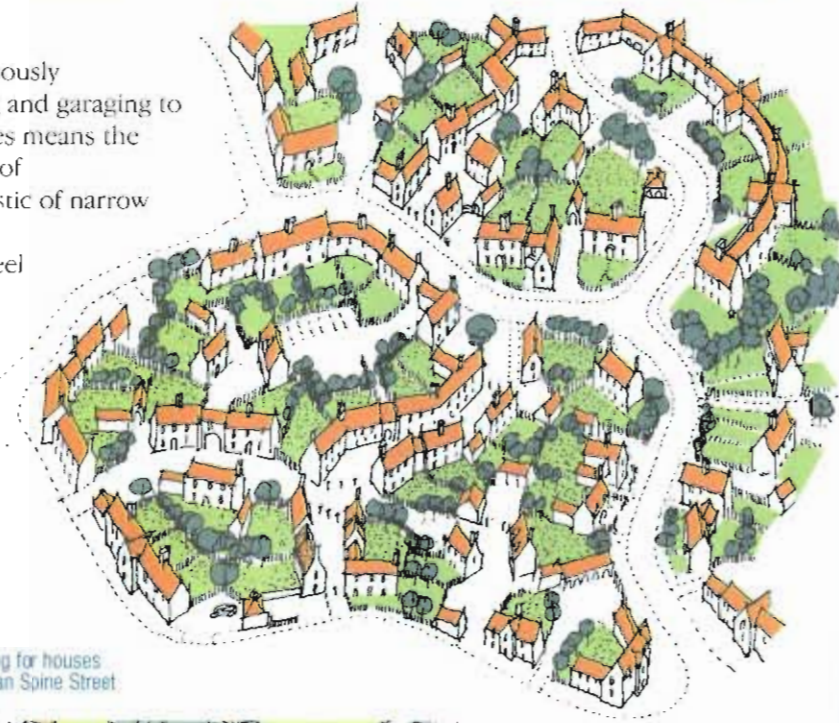 ously
and garaging to
es means the
of
stic of narrow
eel
g for houses
an Spine Street